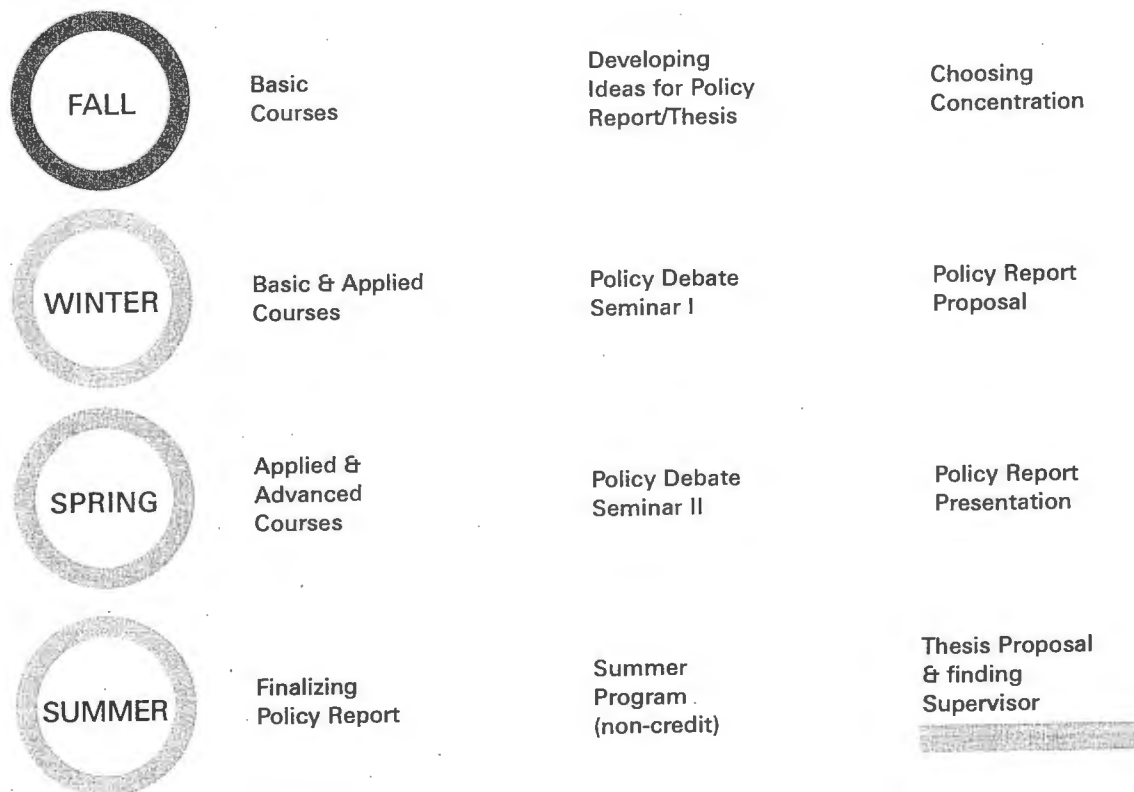 FALL
Basic
Courses
Developing
Ideas for Policy
Report/Thesis
Choosing
Concentration
WINTER
Basic & Applied
Courses
Policy Debate
Seminar I
Policy Report
Proposal
SPRING
Applied &
Advanced
Courses
Policy Debate
Seminar II
Policy Report
Presentation
SUMMER
Finalizing
Policy Report
Summer
Program
(non-credit)
Thesis Proposal
& finding
Supervisor